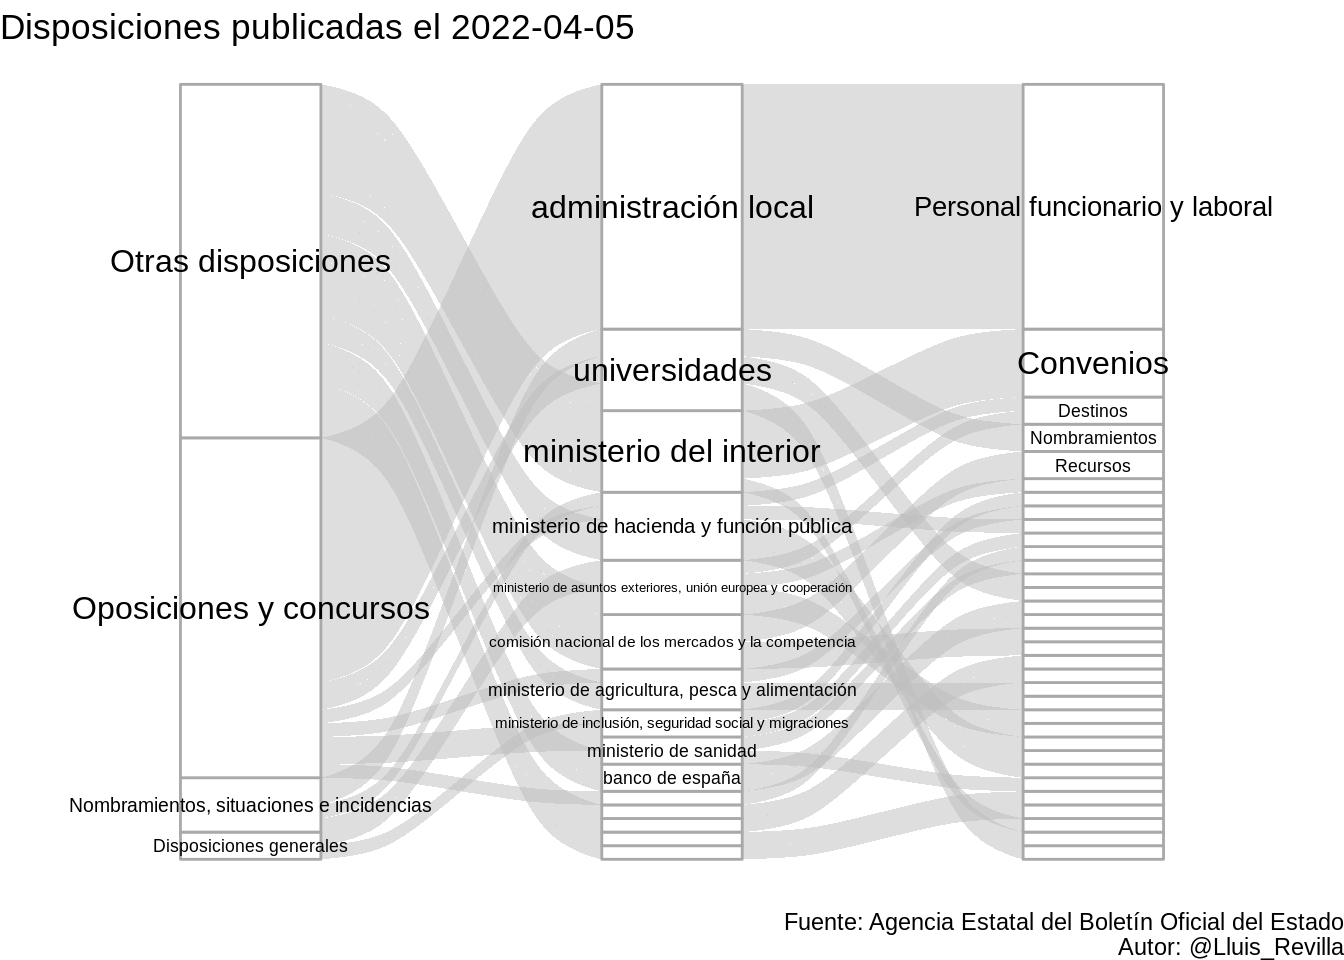 Disposiciones publicadas el 2022-04-05
Otras disposiciones
Oposiciones y concursos
Nombramientos, situaciones e incidencias
Disposiciones generales
administración local
universidades
ministerio del interior
ministerio de hacienda y función pública
ministerio de asuntos exteriores, unión europea y cooperación
comisión nacional de los mercados y la competencia
ministerio de agricultura, pesca y alimentación
ministerio de inclusión, seguridad social y migraciones
ministerio de sanidad
banco de españa
Personal funcionario y laboral
Convenios
Destinos
Nombramientos
Recursos
Fuente: Agencia Estatal del Boletín Oficial del Estado
Autor: @Lluis_Revilla